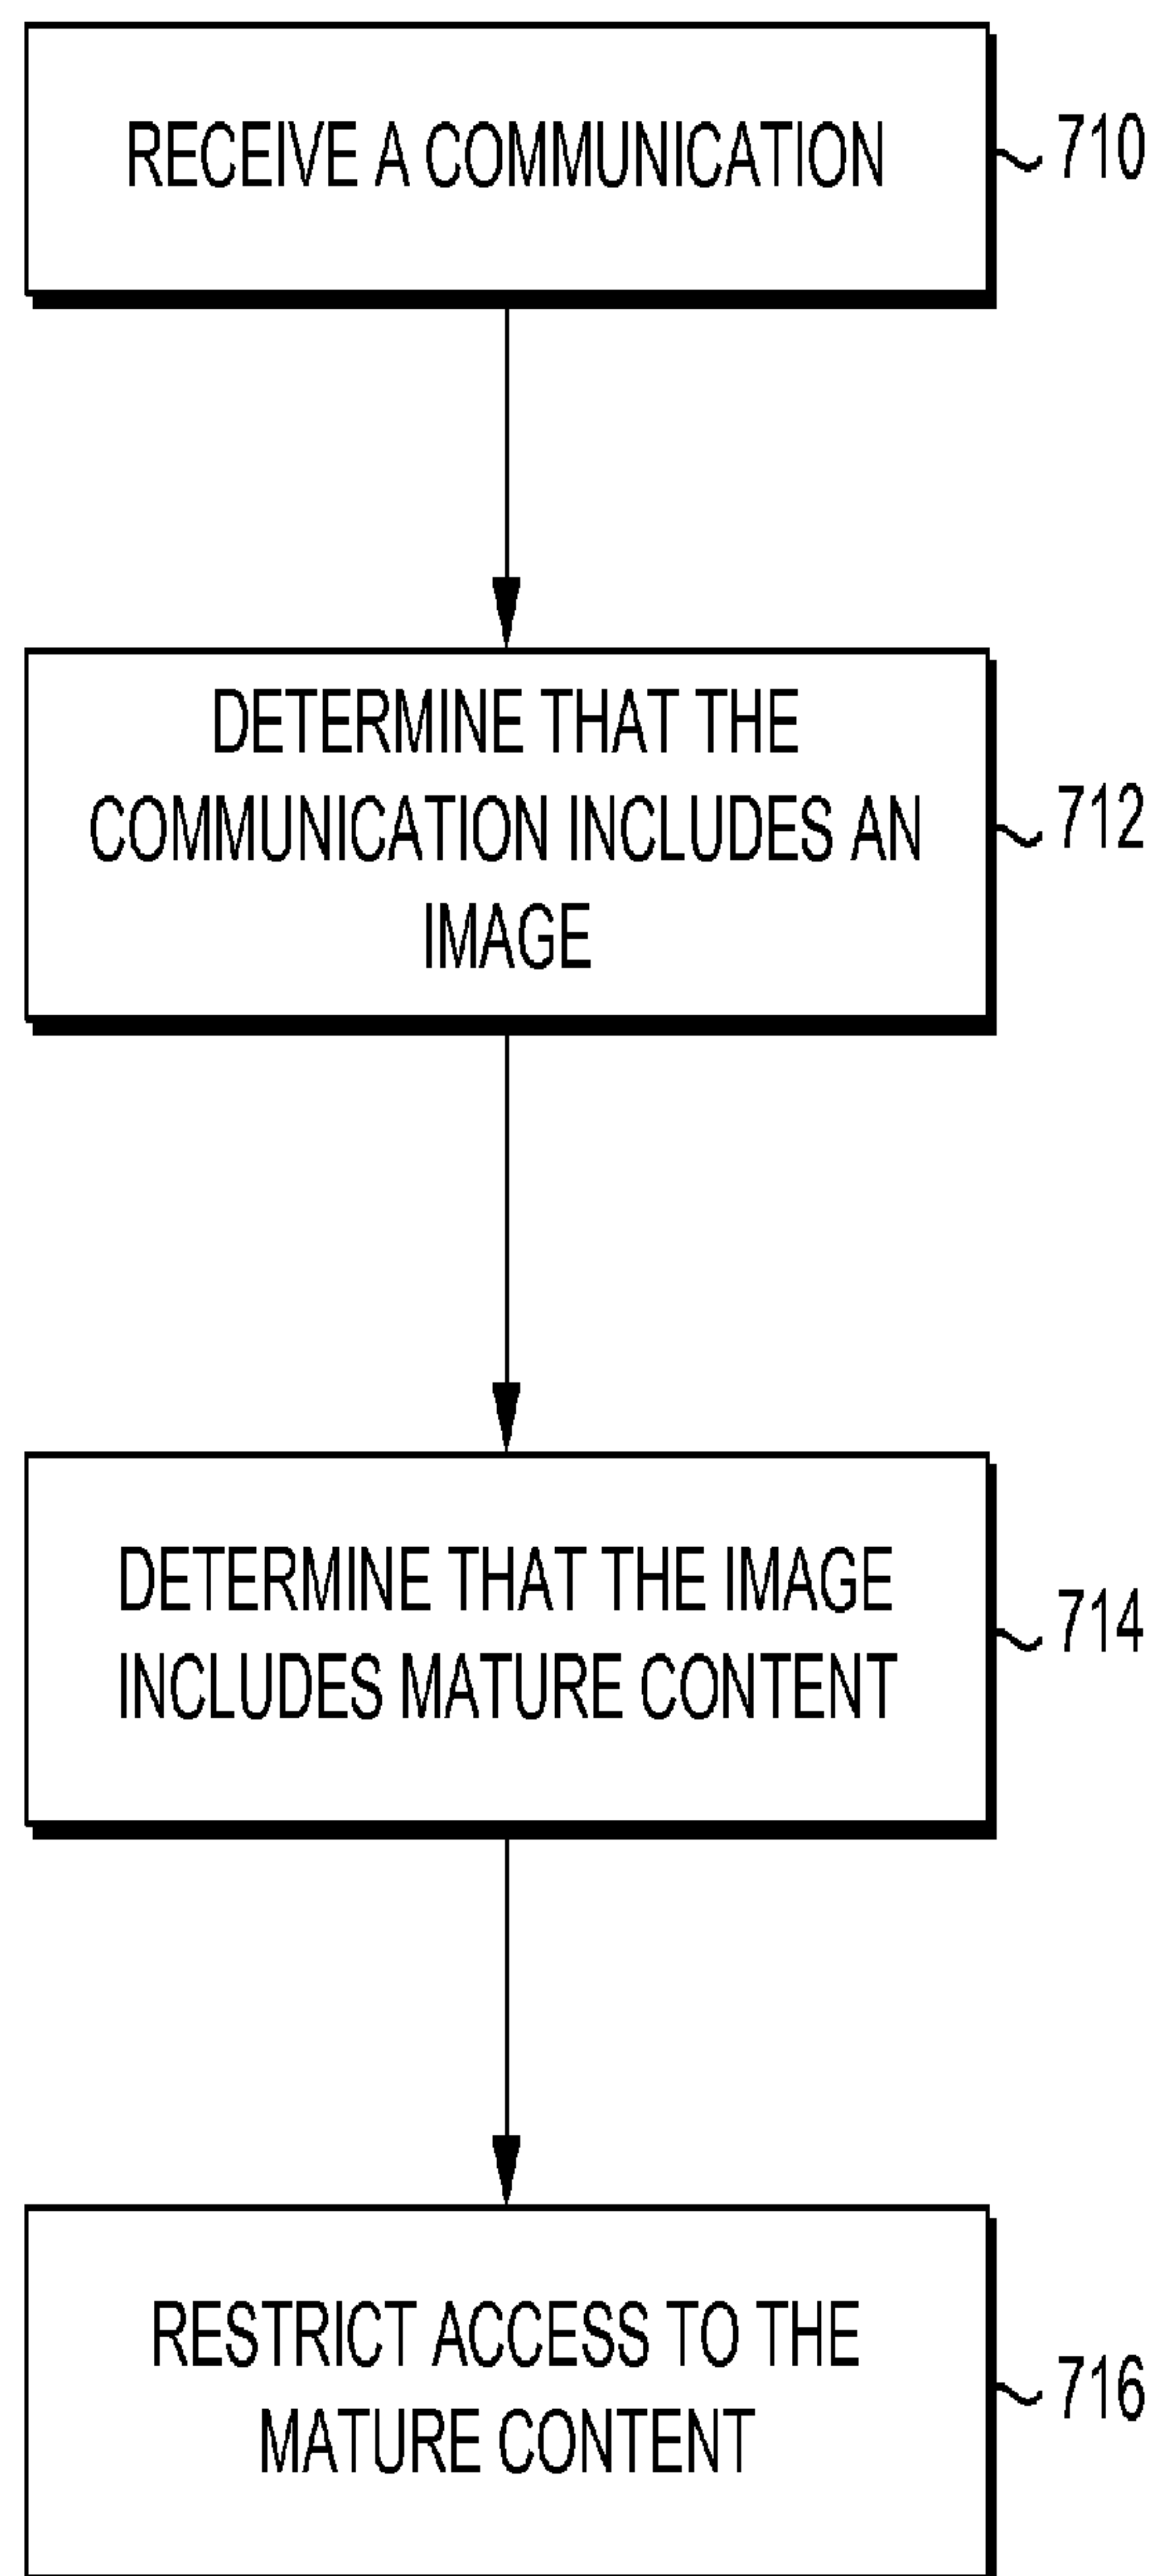 RECEIVE A COMMUNICATION
710
DETERMINE THAT THE
COMMUNICATION INCLUDES AN
IMAGE
712
DETERMINE THAT THE IMAGE
INCLUDES MATURE CONTENT
714
RESTRICT ACCESS TO THE
MATURE CONTENT
716